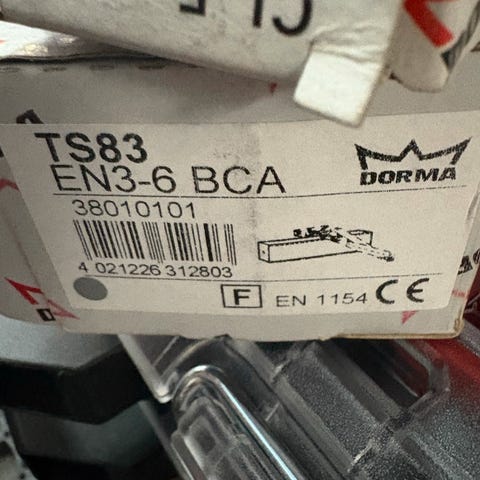 TS83
EN3-6 BCA
DORMA
38010101
4 021226 312803
F EN 1154 CE